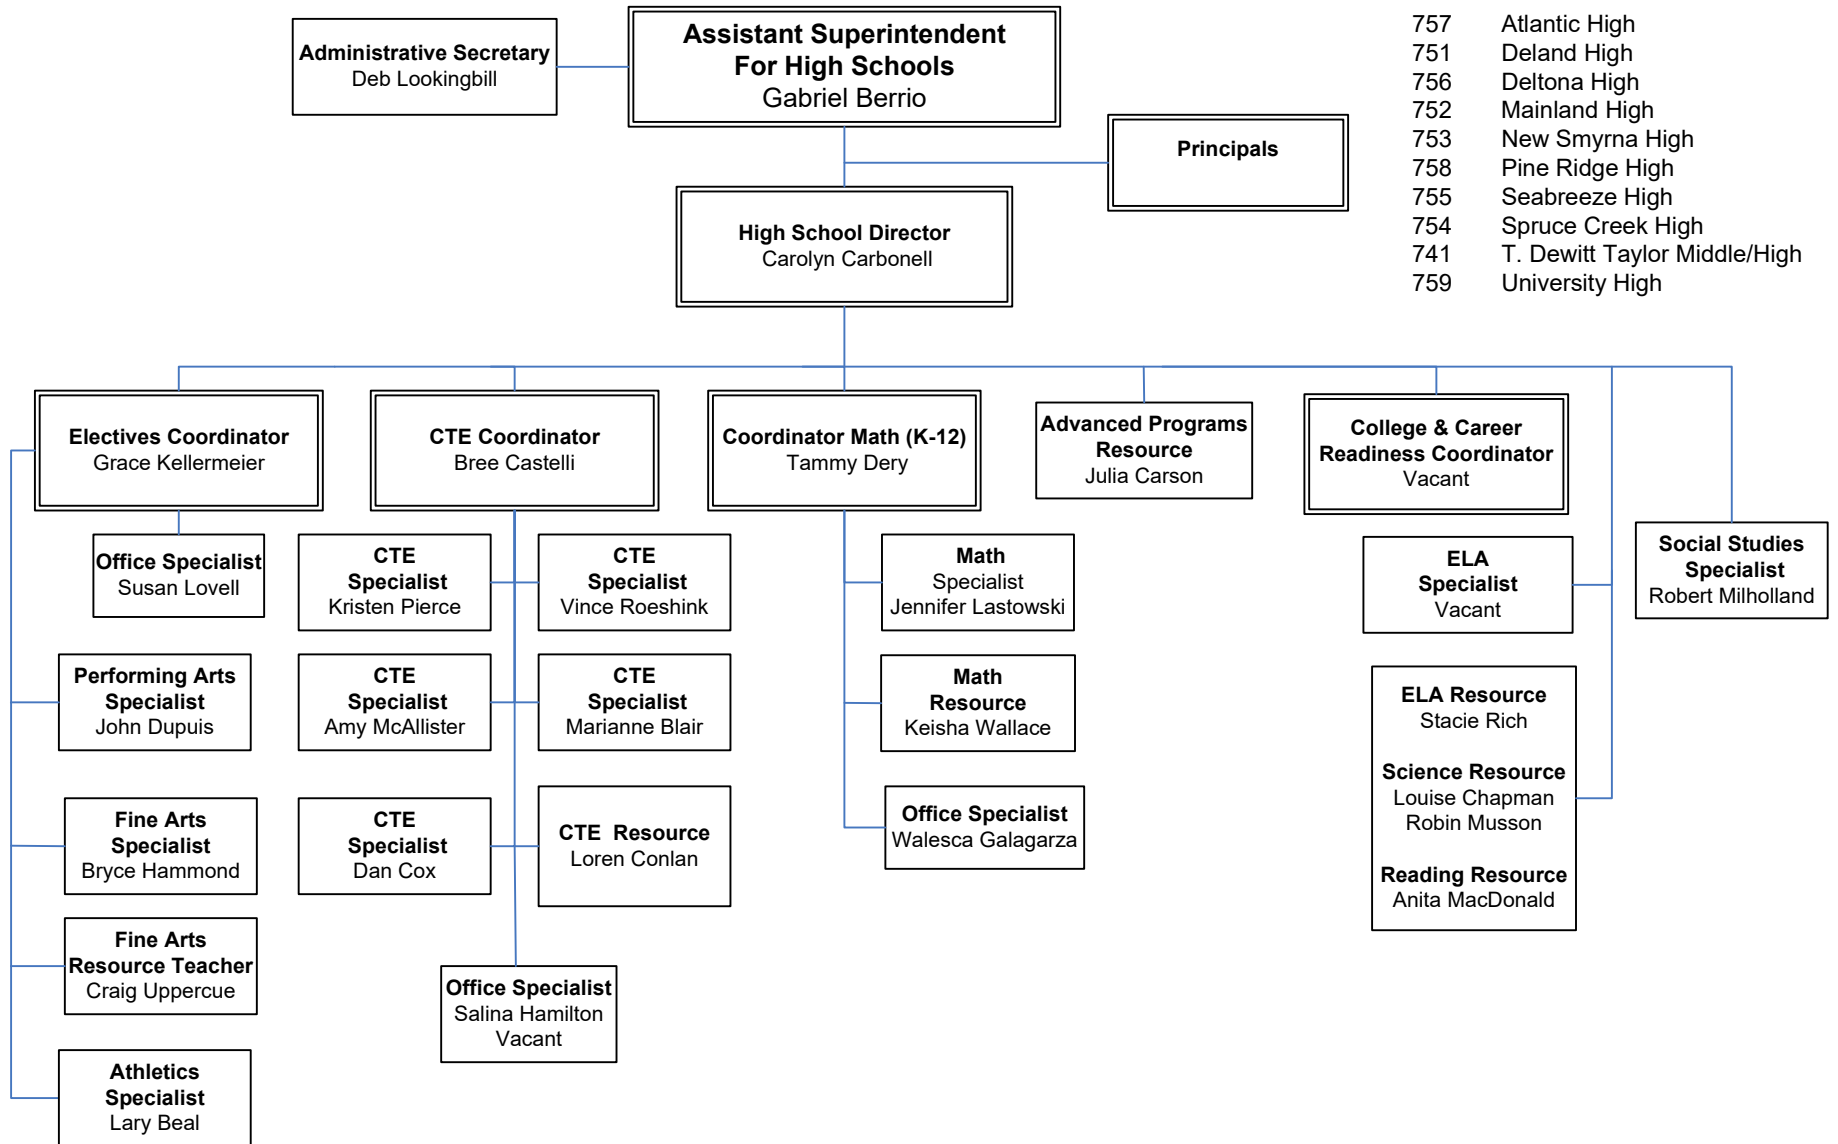 Administrative Secretary
Deb Lookingbill
Assistant Superintendent
For High Schools
Gabriel Berrio
757 Atlantic High
751 Deland High
756 Deltona High
752 Mainland High
753 New Smyrna High
758 Pine Ridge High
755 Seabreeze High
754 Spruce Creek High
741 T. Dewitt Taylor Middle/High
759 University High
Principals
High School Director
Carolyn Carbonell
Electives Coordinator
Grace Kellermeier
CTE Coordinator
Bree Castelli
Coordinator Math (K-12)
Tammy Dery
Advanced Programs
Resource
Julia Carson
College & Career
Readiness Coordinator
Vacant
Office Specialist
Susan Lovell
CTE
Specialist
Kristen Pierce
CTE
Specialist
Vince Roeshink
Math
Specialist
Jennifer Lastowski
ELA
Specialist
Vacant
Social Studies
Specialist
Robert Milholland
Performing Arts
Specialist
John Dupuis
CTE
Specialist
Amy McAllister
CTE
Specialist
Marianne Blair
Math
Resource
Keisha Wallace
ELA Resource
Stacie Rich
Science Resource
Louise Chapman
Robin Musson
Reading Resource
Anita MacDonald
Fine Arts
Specialist
Bryce Hammond
CTE
Specialist
Dan Cox
CTE Resource
Loren Conlan
Office Specialist
Walesca Galagarza
Fine Arts
Resource Teacher
Craig Uppercue
Office Specialist
Salina Hamilton
Vacant
Athletics
Specialist
Lary Beal